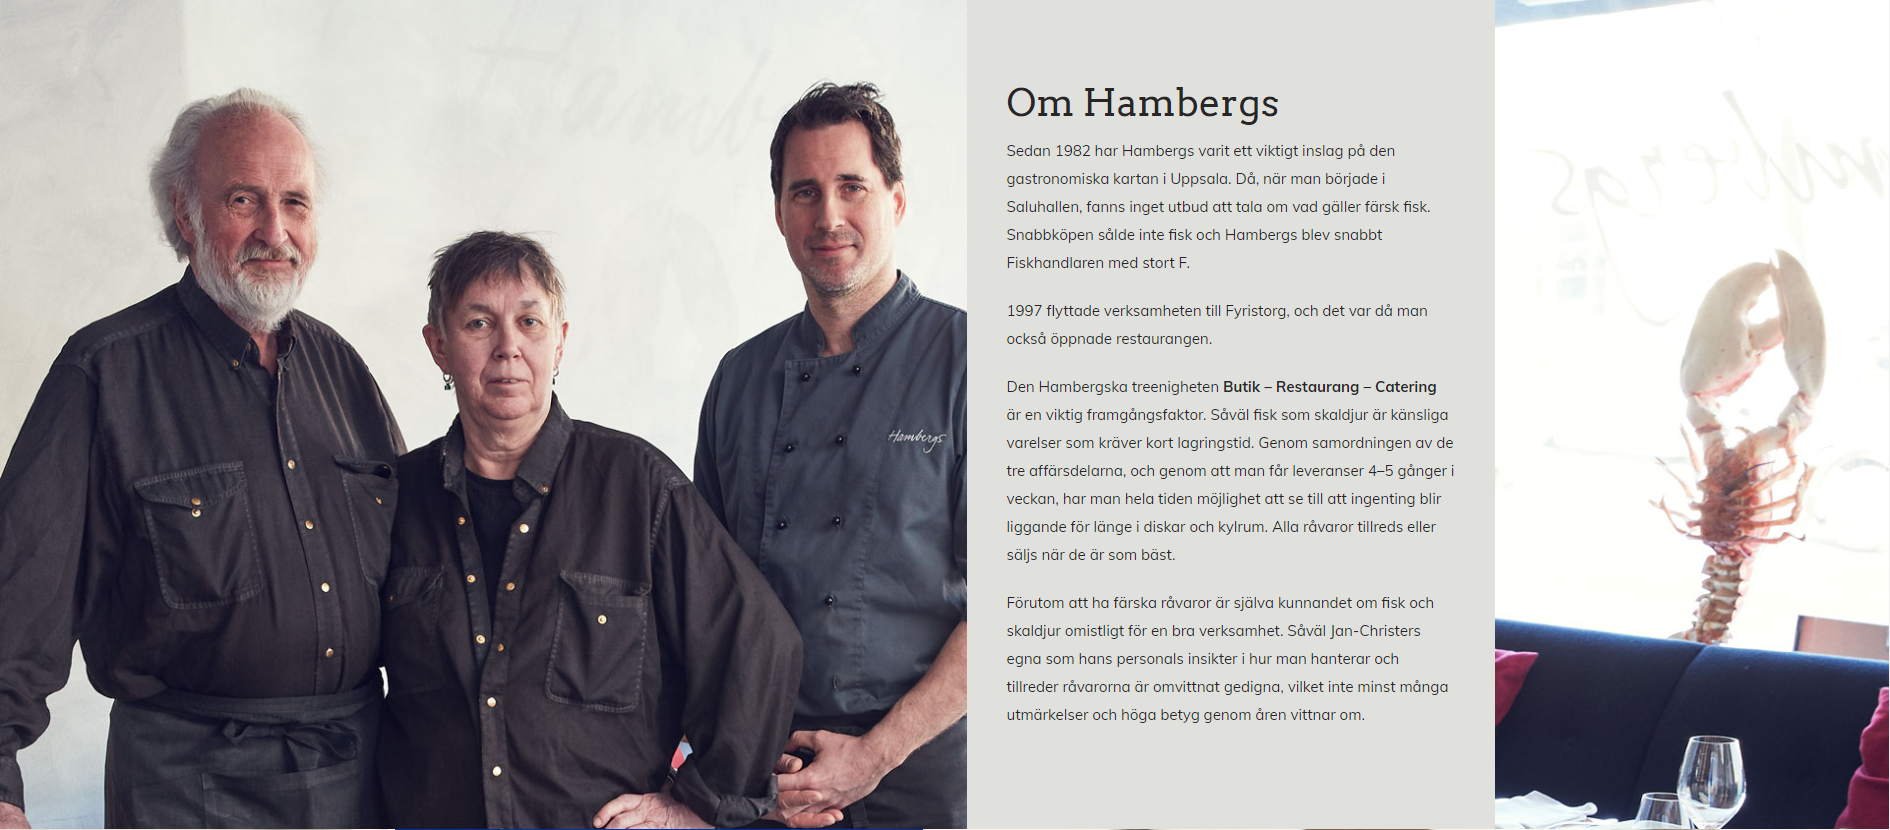 Hambergs
Om Hambergs
Sedan 1982 har Hambergs varit ett viktigt inslag på den
gastronomiska kartan i Uppsala. Då, när man började i
Saluhallen, fanns inget utbud att tala om vad gäller färsk fisk.
Snabbköpen sålde inte fisk och Hambergs blev snabbt
Fiskhandlaren med stort F.
1997 flyttade verksamheten till Fyristorg, och det var då man
också öppnade restaurangen.
Den Hambergska treenigheten Butik – Restaurang – Catering
är en viktig framgångsfaktor. Såväl fisk som skaldjur är känsliga
varelser som kräver kort lagringstid. Genom samordningen av de
tre affärsdelarna, och genom att man får leveranser 4–5 gånger i
veckan, har man hela tiden möjlighet att se till att ingenting blir
liggande för länge i diskar och kylrum. Alla råvaror tillreds eller
säljs när de är som bäst.
Förutom att ha färska råvaror är själva kunnandet om fisk och
skaldjur omistligt för en bra verksamhet. Såväl Jan-Christers
egna som hans personals insikter i hur man hanterar och
tillreder råvarorna är omvittnat gedigna, vilket inte minst många
utmärkelser och höga betyg genom åren vittnar om.